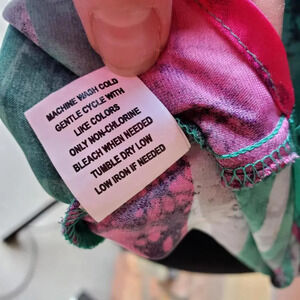 MACHINE WASH COLD
GENTLE CYCLE WITH
LIKE COLORS
ONLY NON-CHLORINE
BLEACH WHEN NEEDED
TUMBLE DRY LOW
LOW IRON IF NEEDED